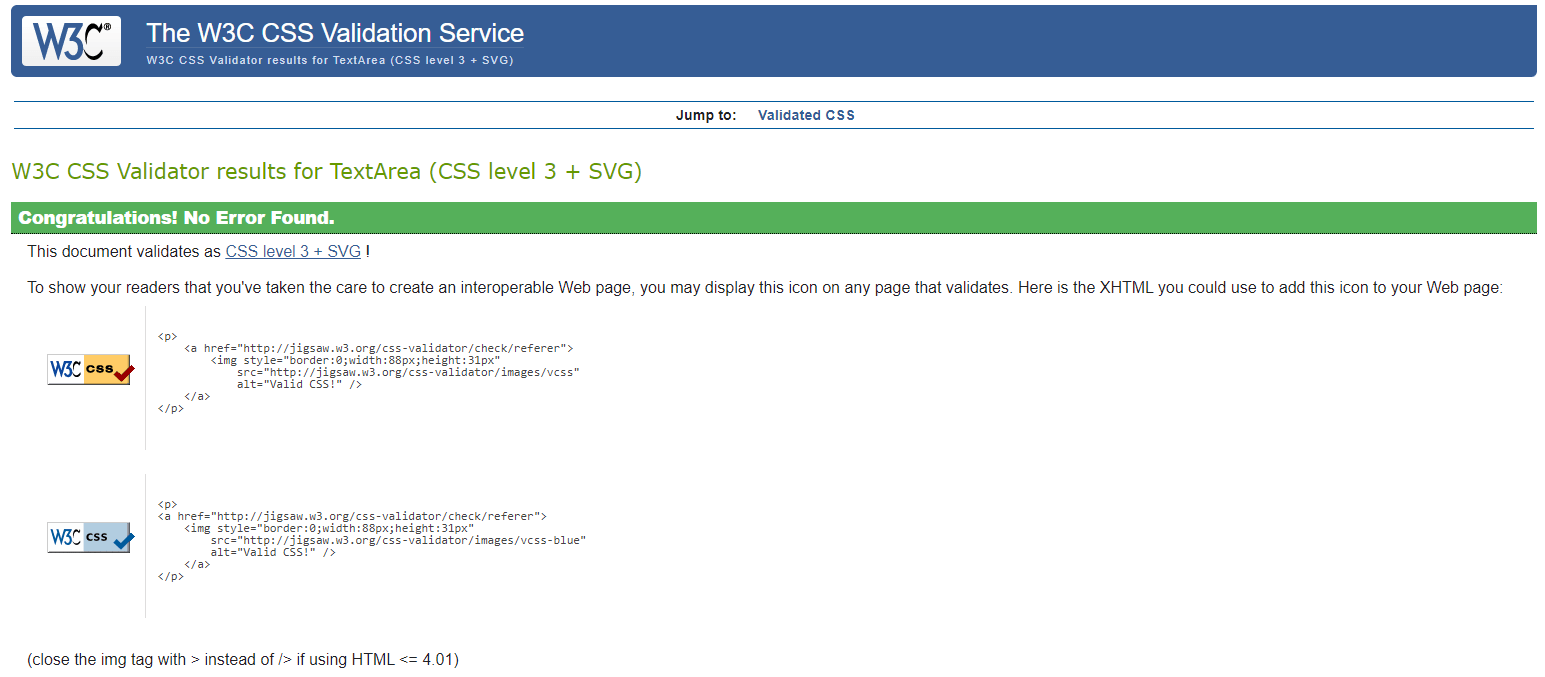 W3C®
The W3C CSS Validation Service
W3C CSS Validator results for TextArea (CSS level 3 + SVG)
Jump to: Validated CSS
W3C CSS Validator results for TextArea (CSS level 3 + SVG)
Congratulations! No Error Found.
This document validates as CSS level 3 + SVG !
To show your readers that you've taken the care to create an interoperable Web page, you may display this icon on any page that validates. Here is the XHTML you could use to add this icon to your Web page:
W3C css
<p>
    <a href="http://jigsaw.w3.org/css-validator/check/referer">
        <img style="border:0;width:88px;height:31px"
            src="http://jigsaw.w3.org/css-validator/images/vcss"
            alt="Valid CSS!" />
    </a>
</p>
W3C css
<p>
<a href="http://jigsaw.w3.org/css-validator/check/referer">
    <img style="border:0;width:88px;height:31px"
        src="http://jigsaw.w3.org/css-validator/images/vcss-blue"
        alt="Valid CSS!" />
    </a>
</p>
(close the img tag with > instead of /> if using HTML <= 4.01)